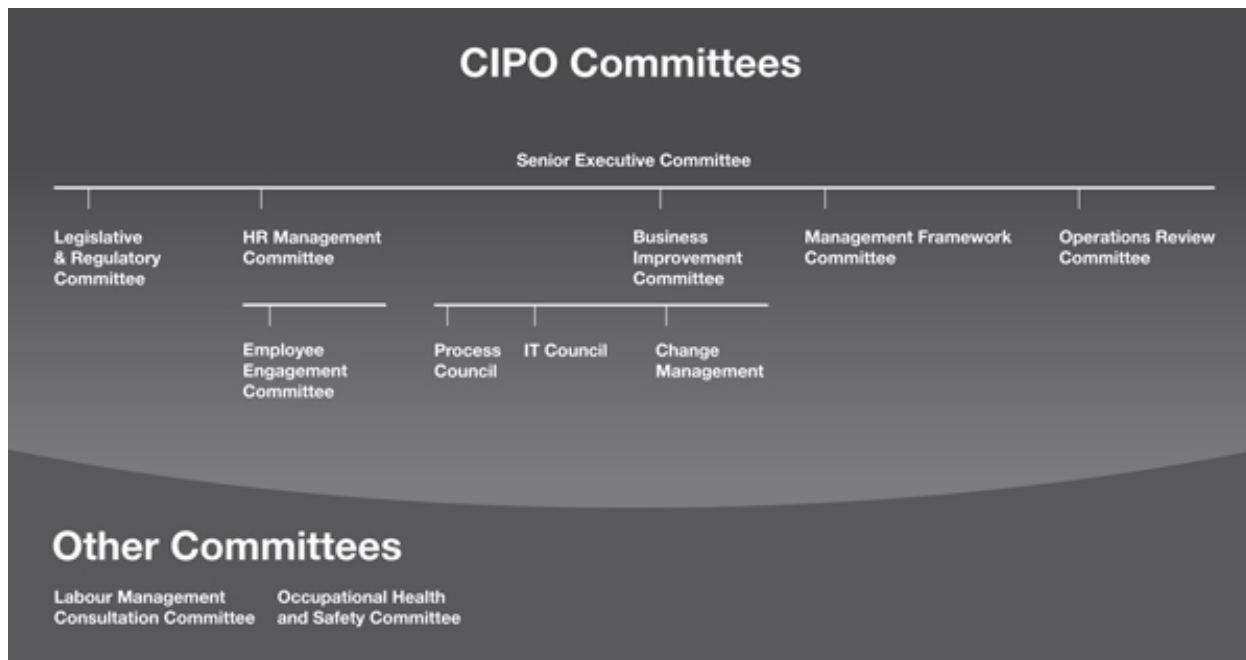 CIPO Committees
Senior Executive Committee
Legislative
& Regulatory
Committee
HR Management
Committee
Business
Improvement
Committee
Management Framework
Committee
Operations Review
Committee
Employee
Engagement
Committee
Process
Council
IT Council
Change
Management
Other Committees
Labour Management
Consultation Committee
Occupational Health
and Safety Committee